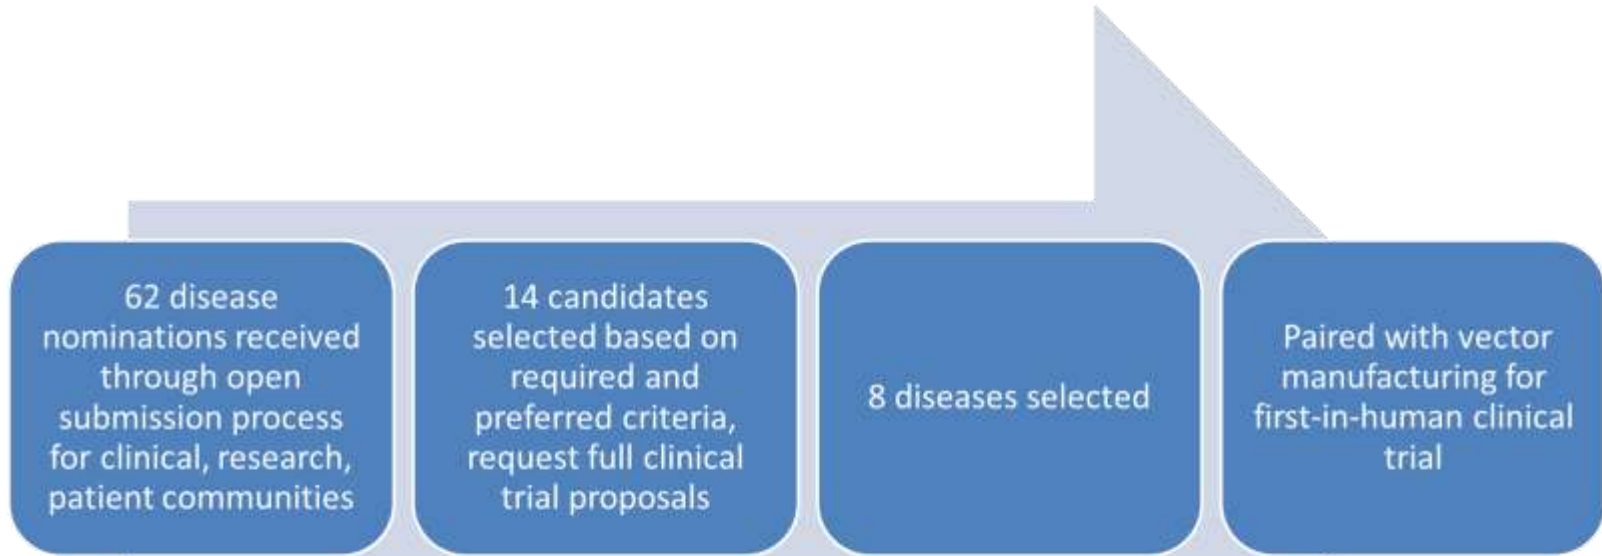 62 disease
nominations received
through open
submission process
for clinical, research,
patient communities
14 candidates
selected based on
required and
preferred criteria,
request full clinical
trial proposals
8 diseases selected
Paired with vector
manufacturing for
first-in-human clinical
trial